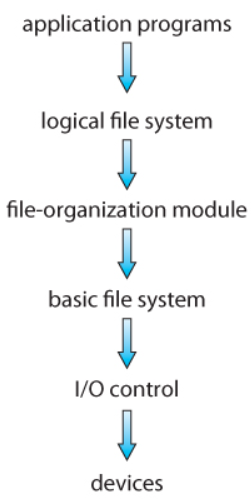 application programs
logical file system
file-organization module
basic file system
I/O control
devices